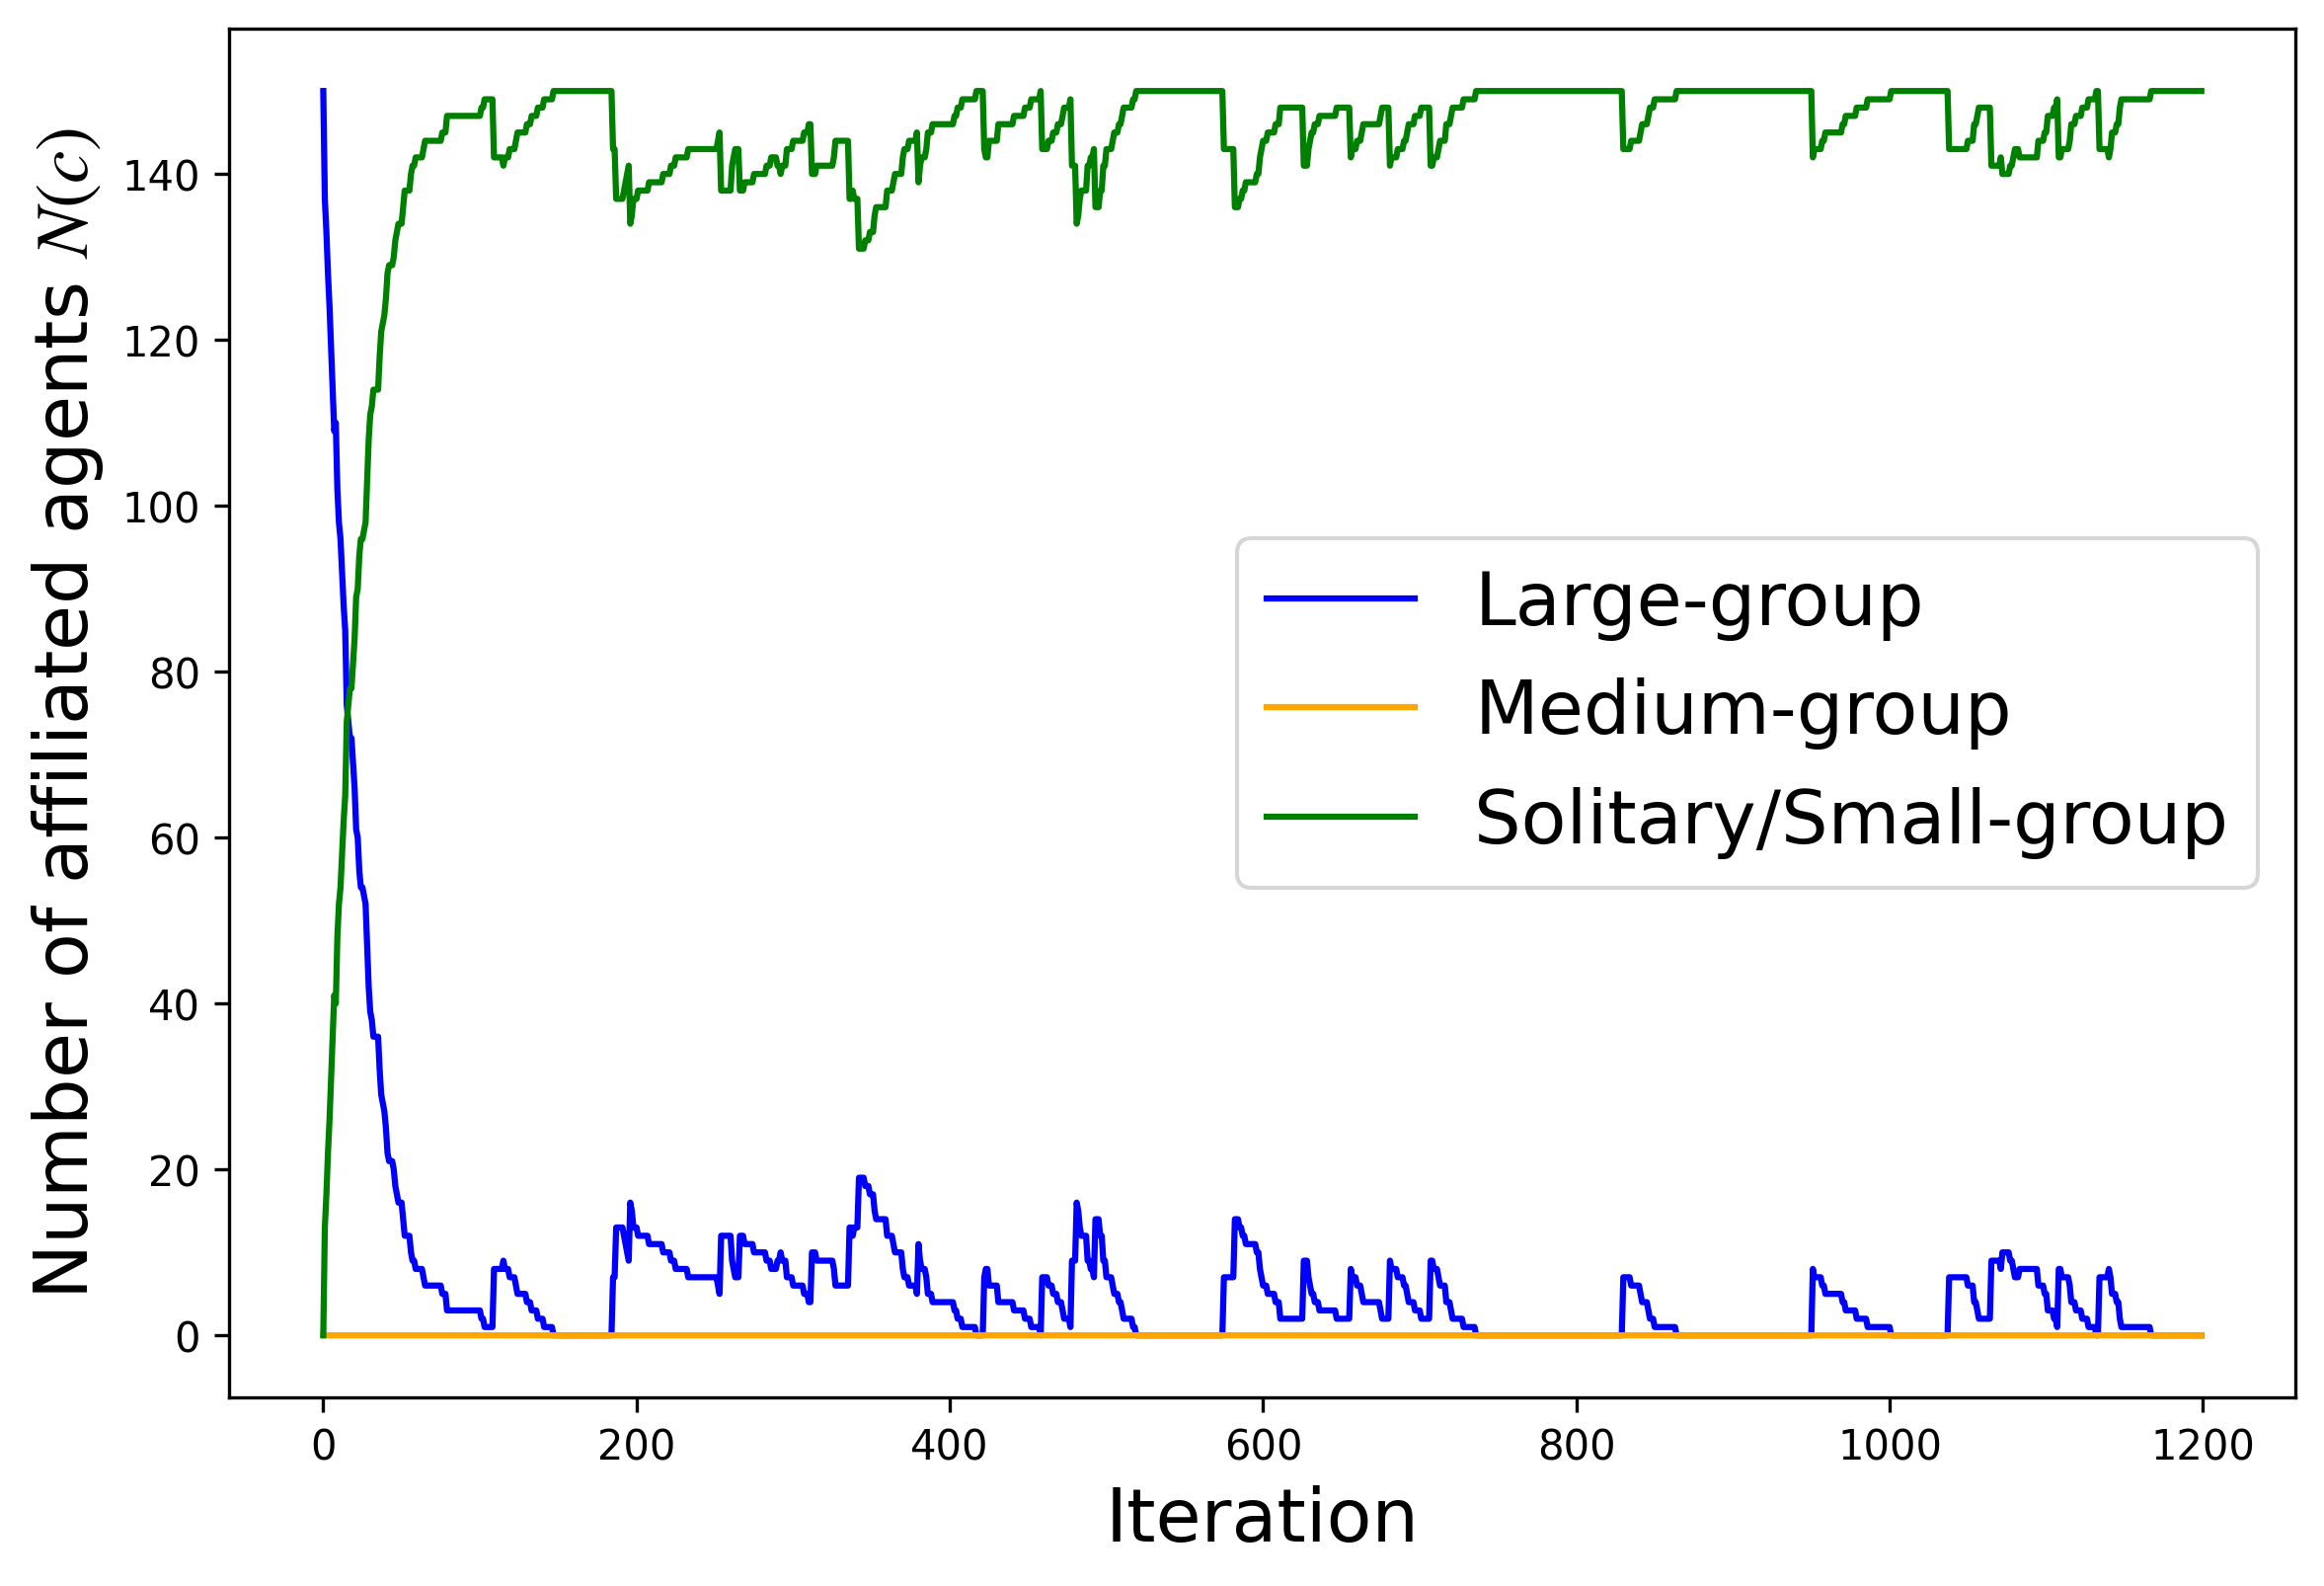 Number of affiliated agents N(c)
140
120
100
80
60
40
20
0
Large-group
Medium-group
Solitary/Small-group
0 200 400 600 800 1000 1200
Iteration